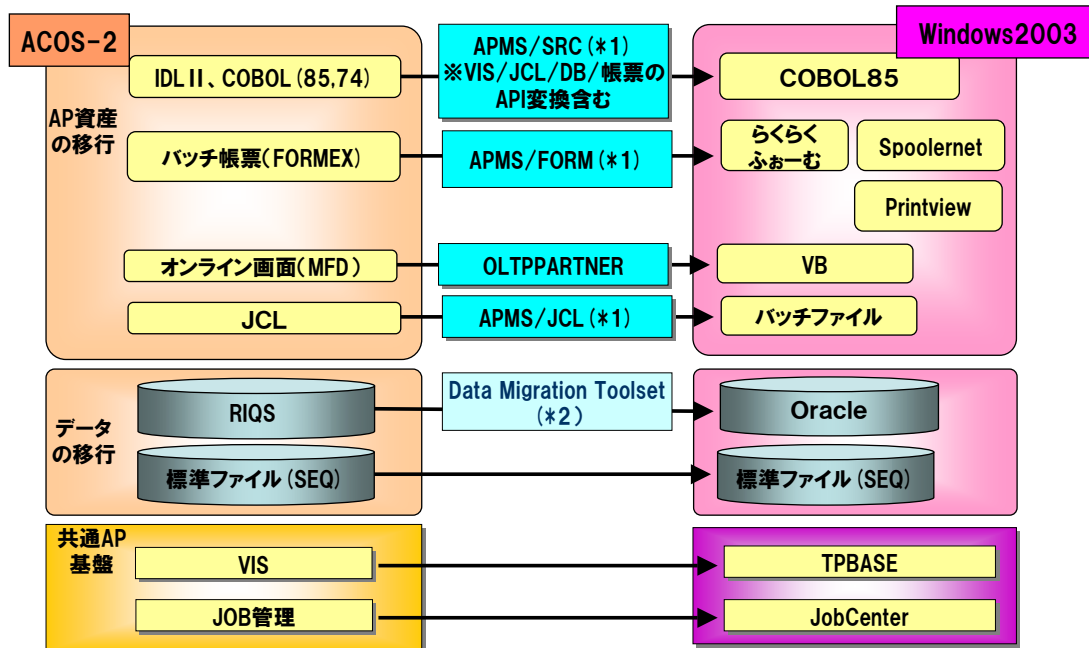 ACOS-2
Windows2003
AP資産
の移行
IDLⅡ、COBOL(85,74)
APMS/SRC(*1)
※VIS/JCL/DB/帳票の
API変換含む
COBOL85
バッチ帳票(FORMEX)
APMS/FORM(*1)
らくらく
ふぉーむ
Spoolernet
Printview
オンライン画面(MFD)
OLTPPARTNER
VB
JCL
APMS/JCL(*1)
バッチファイル
データ
の移行
RIQS
Data Migration Toolset
(*2)
Oracle
標準ファイル(SEQ)
標準ファイル(SEQ)
共通AP
基盤
VIS
TPBASE
JOB管理
JobCenter